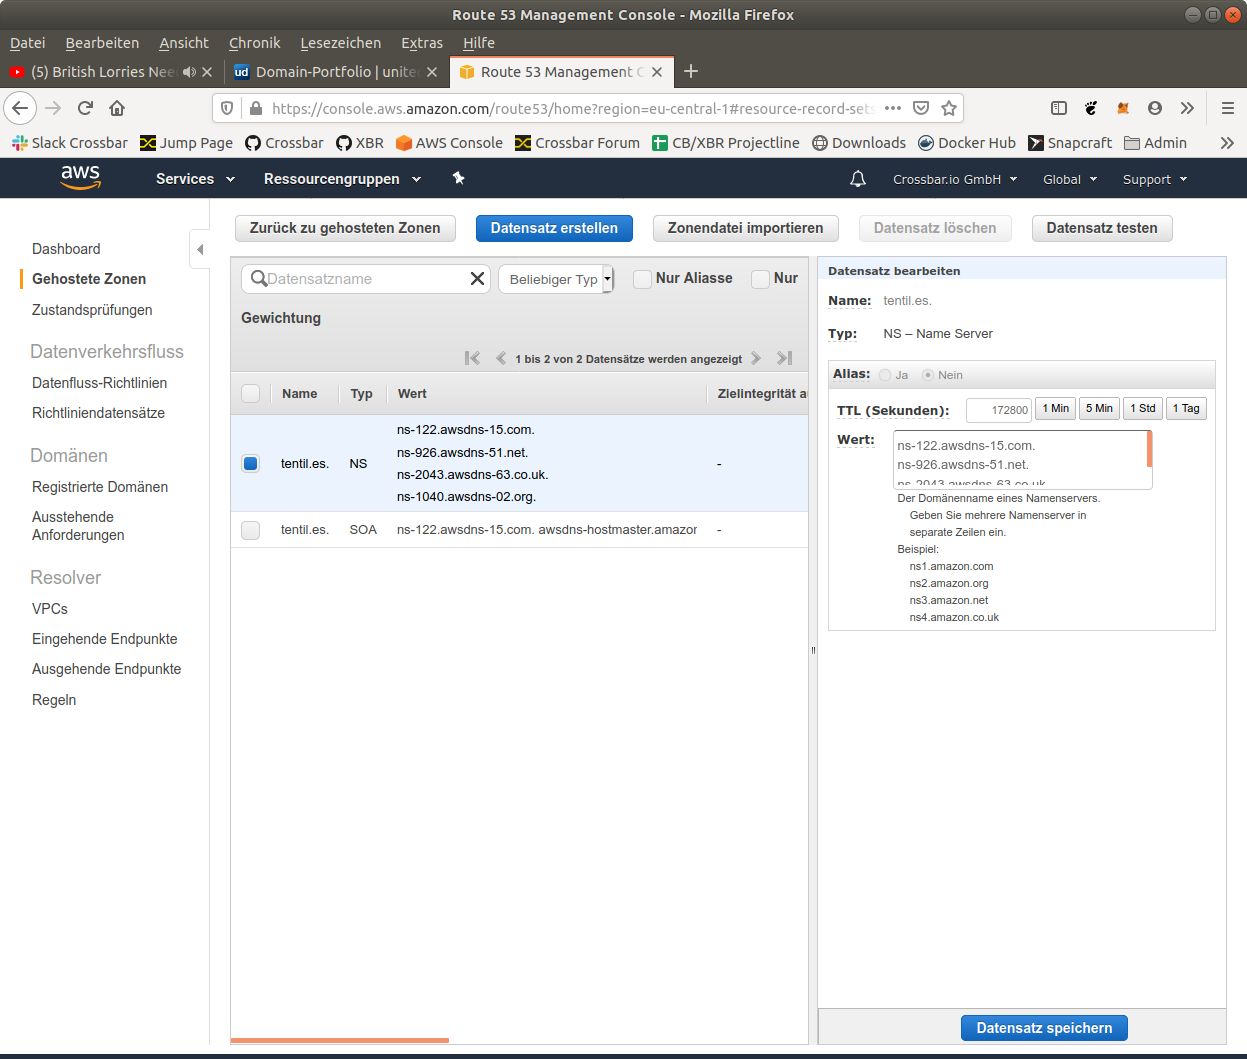 Route 53 Management Console - Mozilla Firefox
Datei Bearbeiten Ansicht Chronik Lesezeichen Extras Hilfe
(5) British Lorries Nee
ud Domain-Portfolio | unite
Route 53 Management C
https://console.aws.amazon.com/route53/home?region=eu-central-1#resource-record-sets
Slack Crossbar Jump Page Crossbar XBR AWS Console Crossbar Forum CB/XBR Projectline Downloads Docker Hub Snapcraft Admin
aws Services Ressourcengruppen Crossbar.io GmbH Global Support
Dashboard
Gehostete Zonen
Zustandsprüfungen
Datenverkehrsfluss
Datenfluss-Richtlinien
Richtliniendatensätze
Domänen
Registrierte Domänen
Ausstehende
Anforderungen
Resolver
VPCs
Eingehende Endpunkte
Ausgehende Endpunkte
Regeln
Zurück zu gehosteten Zonen Datensatz erstellen Zonendatei importieren Datensatz löschen Datensatz testen
Datensatzname Beliebiger Typ Nur Aliasse Nur
Gewichtung
1 bis 2 von 2 Datensätze werden angezeigt
Name Typ Wert Zielintegrität au
tentil.es. NS
ns-122.awsdns-15.com.
ns-926.awsdns-51.net.
ns-2043.awsdns-63.co.uk.
ns-1040.awsdns-02.org.
-
tentil.es. SOA ns-122.awsdns-15.com. awsdns-hostmaster.amazon -
Datensatz bearbeiten
Name: tentil.es.
Typ: NS – Name Server
Alias: Ja Nein
TTL (Sekunden): 172800 1 Min 5 Min 1 Std 1 Tag
Wert:
ns-122.awsdns-15.com.
ns-926.awsdns-51.net.
ns-2043.awsdns-63.co.uk
Der Domänenname eines Namenservers.
Geben Sie mehrere Namenserver in
separate Zeilen ein.
Beispiel:
ns1.amazon.com
ns2.amazon.org
ns3.amazon.net
ns4.amazon.co.uk
Datensatz speichern